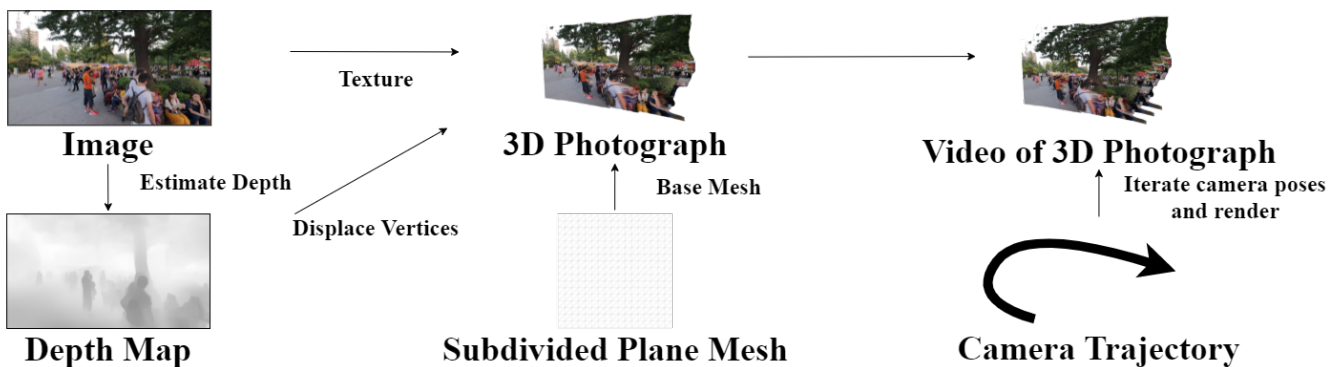 Texture
Image
3D Photograph
Video of 3D Photograph
Estimate Depth
Base Mesh
Iterate camera poses
and render
Displace Vertices
Depth Map
Subdivided Plane Mesh
Camera Trajectory